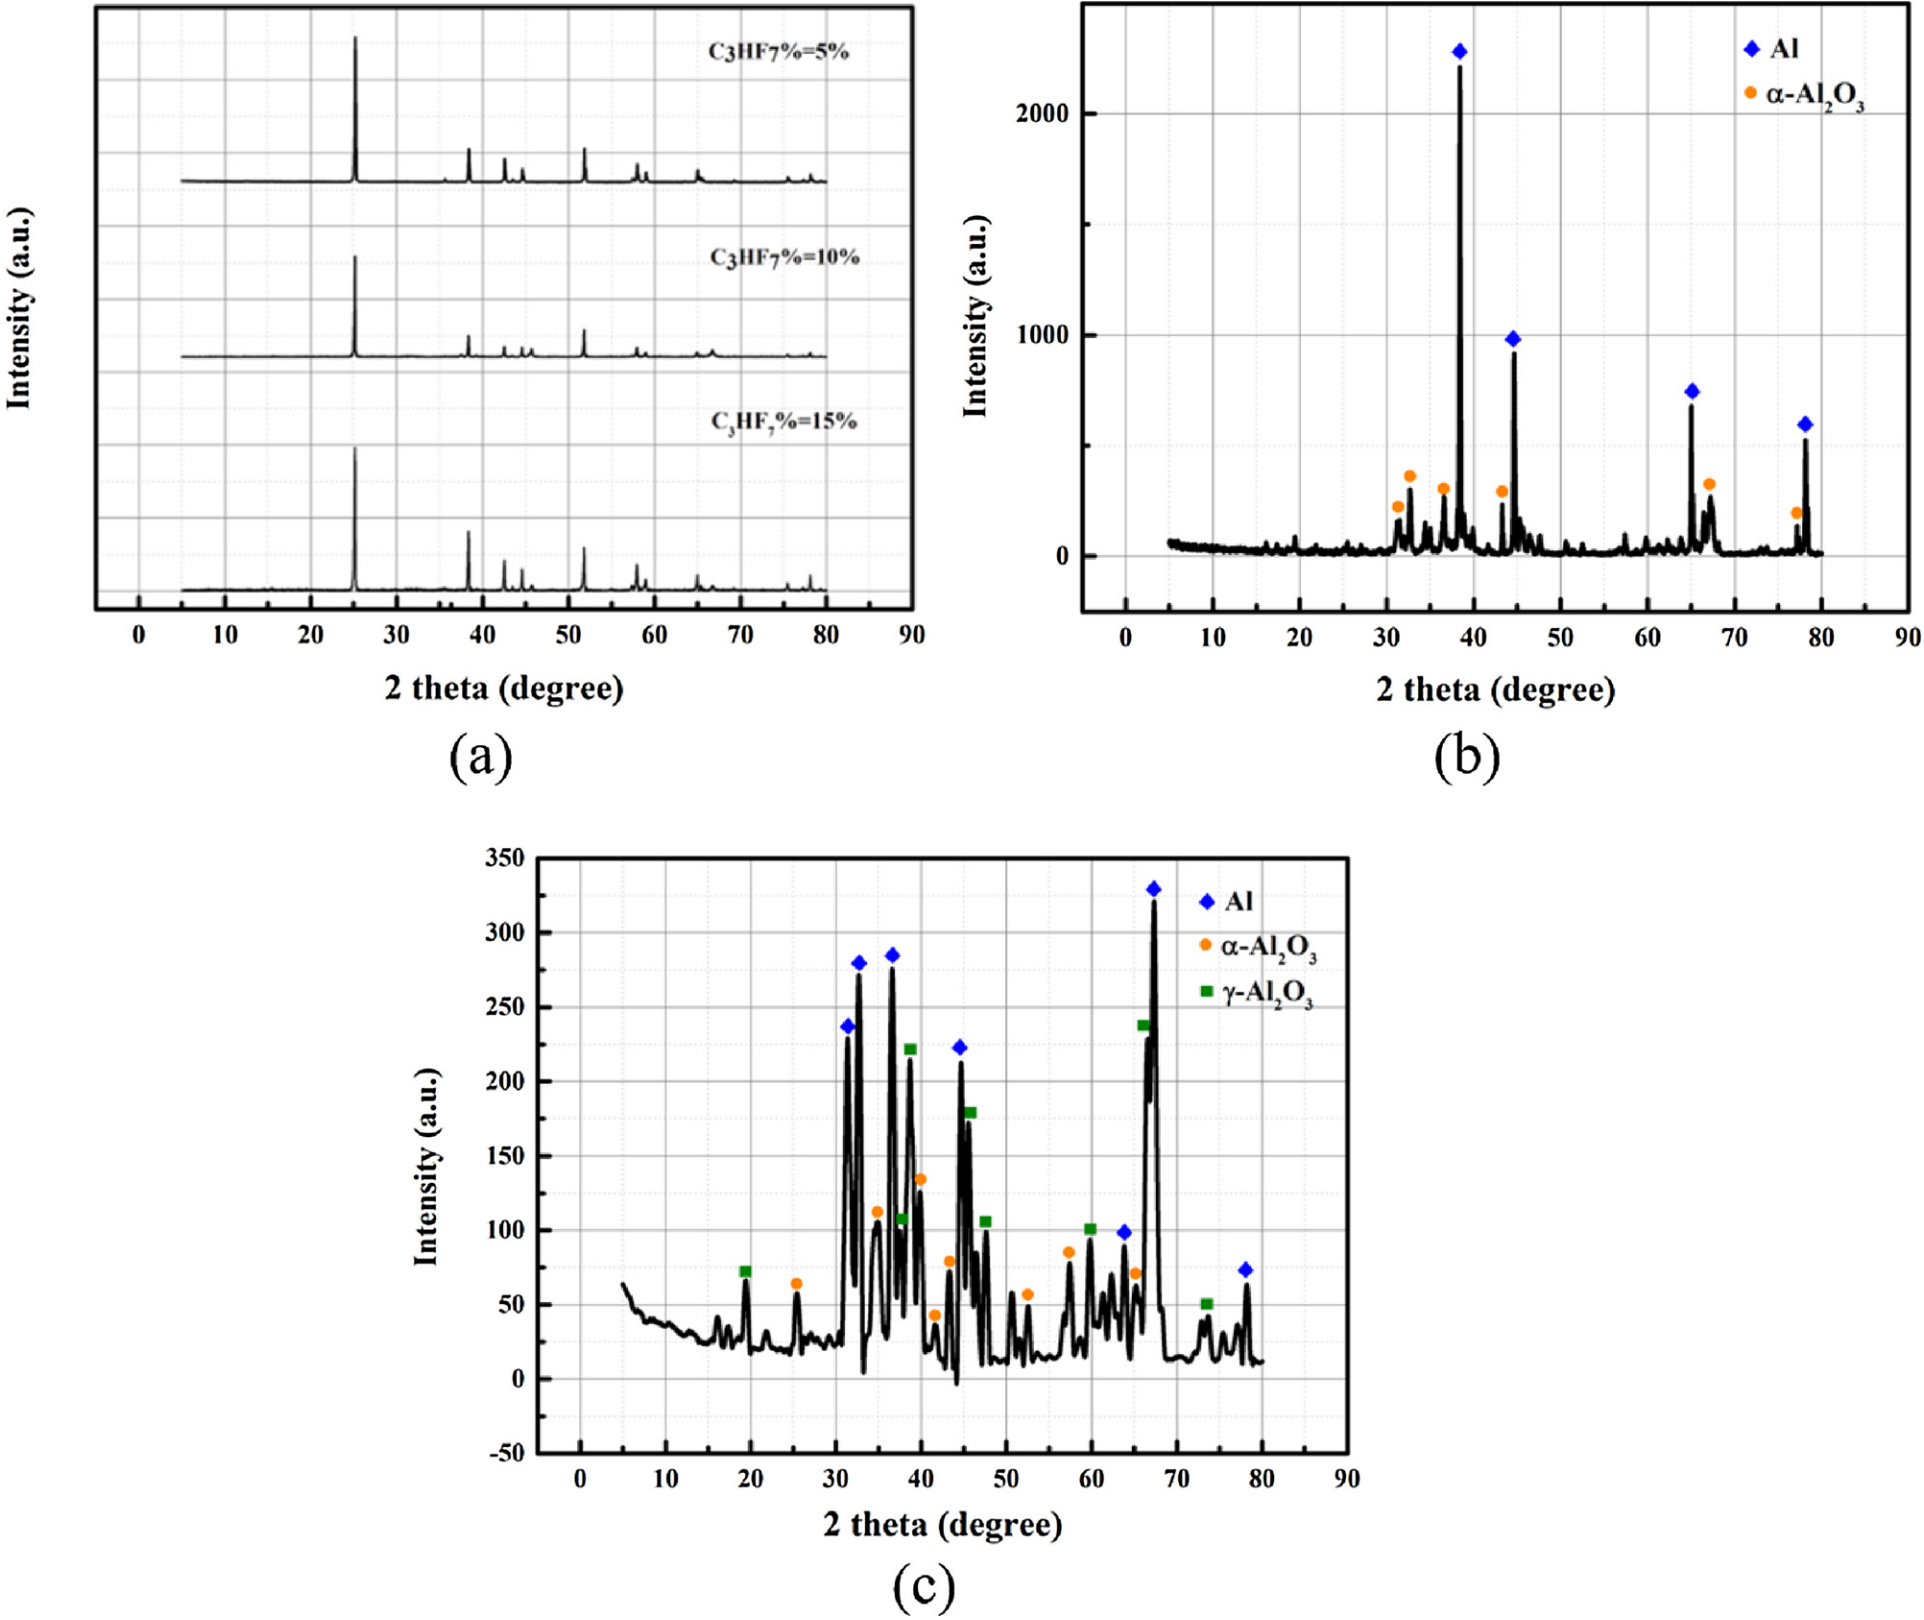 C₃HF₇%=5%
C₃HF₇%=10%
C₃HF₇%=15%
Intensity (a.u.)
0 10 20 30 40 50 60 70 80 90
2 theta (degree)
(a)
Al
α-Al₂O₃
2000
1000
0
Intensity (a.u.)
0 10 20 30 40 50 60 70 80 90
2 theta (degree)
(b)
350
300
250
200
150
100
50
0
-50
Al
α-Al₂O₃
γ-Al₂O₃
Intensity (a.u.)
0 10 20 30 40 50 60 70 80 90
2 theta (degree)
(c)